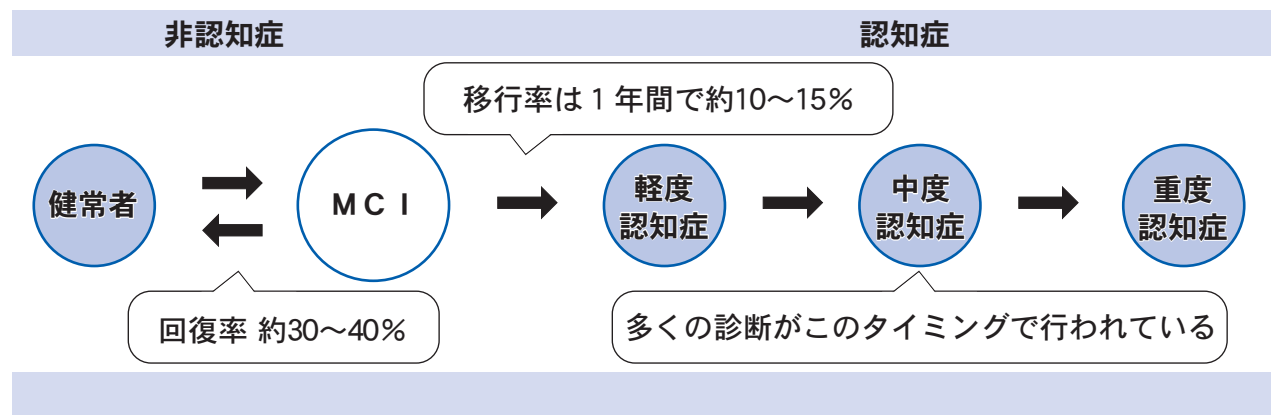 非認知症
認知症
移行率は1年間で約10〜15%
健常者
MCI
軽度
認知症
中度
認知症
重度
認知症
回復率 約30〜40%
多くの診断がこのタイミングで行われている